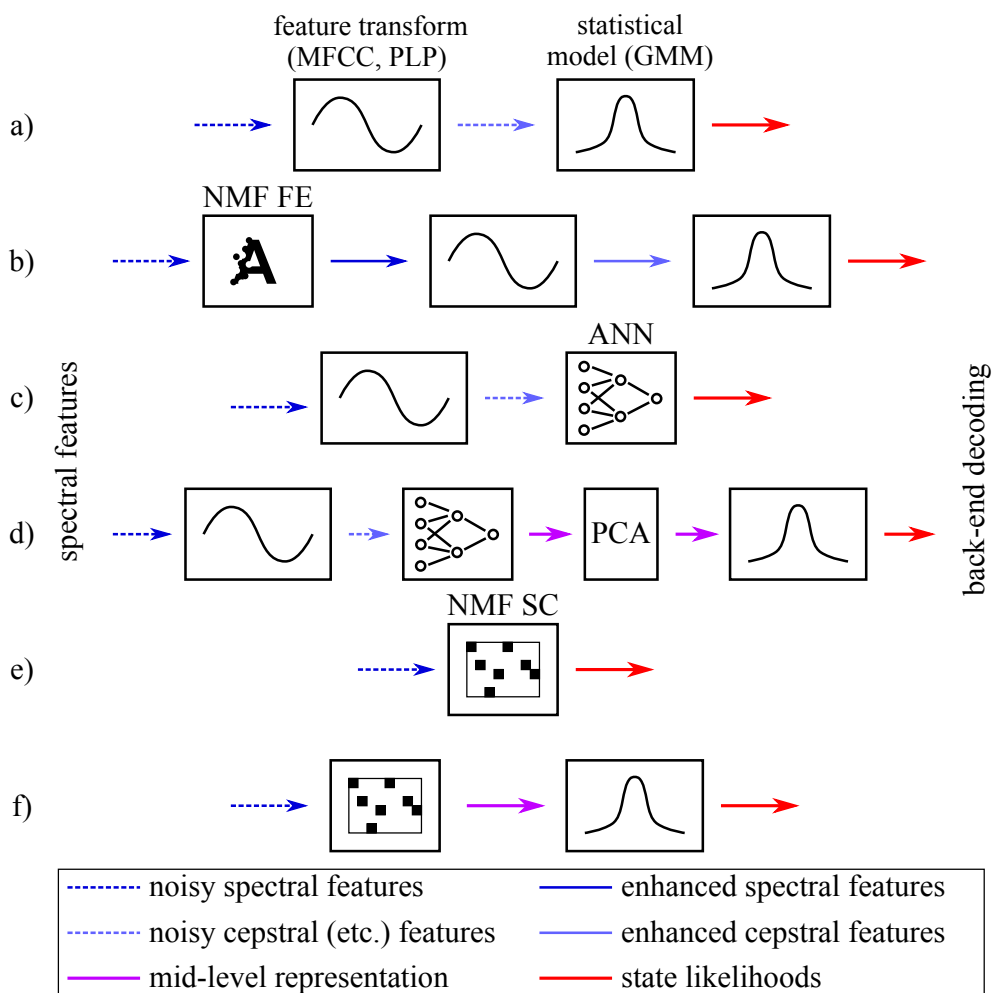 feature transform
(MFCC, PLP)
statistical
model (GMM)
a)
NMF FE
b)
ANN
c)
spectral features
back-end decoding
d)
PCA
NMF SC
e)
f)
noisy spectral features
enhanced spectral features
noisy cepstral (etc.) features
enhanced cepstral features
mid-level representation
state likelihoods